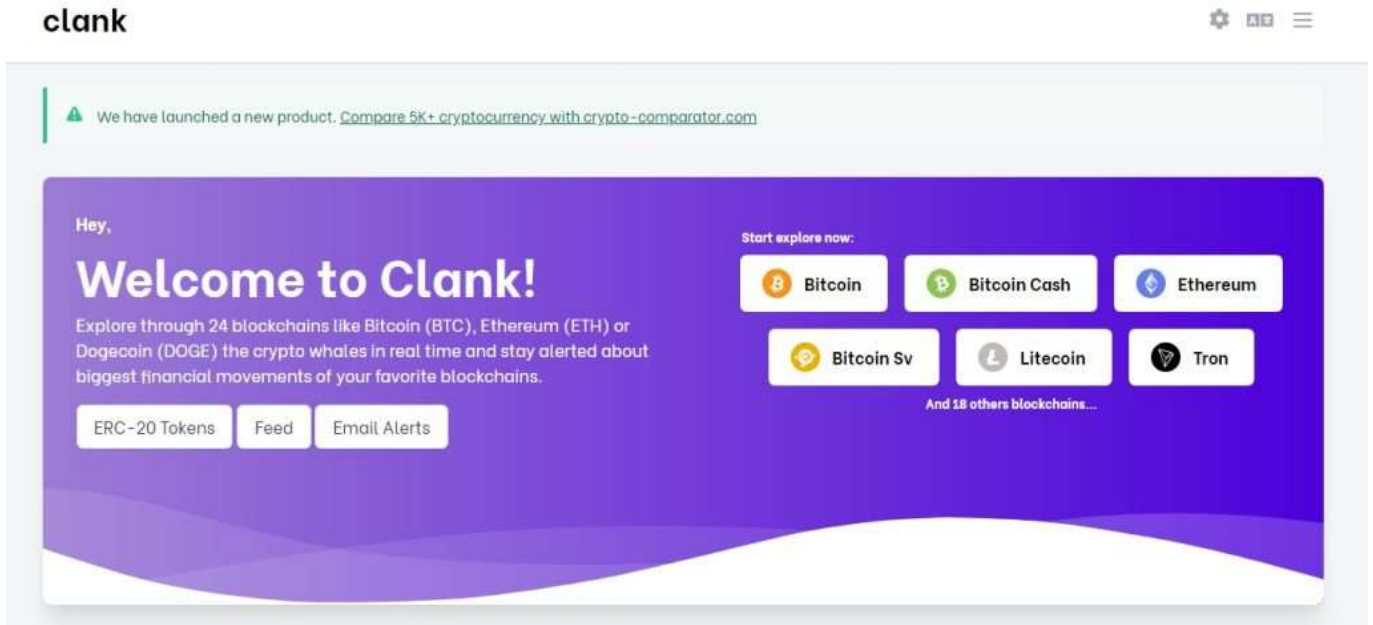 clank
We have launched a new product. Compare 5K+ cryptocurrency with crypto-comparator.com
Hey,
Welcome to Clank!
Explore through 24 blockchains like Bitcoin (BTC), Ethereum (ETH) or
Dogecoin (DOGE) the crypto whales in real time and stay alerted about
biggest financial movements of your favorite blockchains.
ERC-20 Tokens Feed Email Alerts
Start explore now:
Bitcoin Bitcoin Cash Ethereum
Bitcoin Sv Litecoin Tron
And 18 others blockchains...